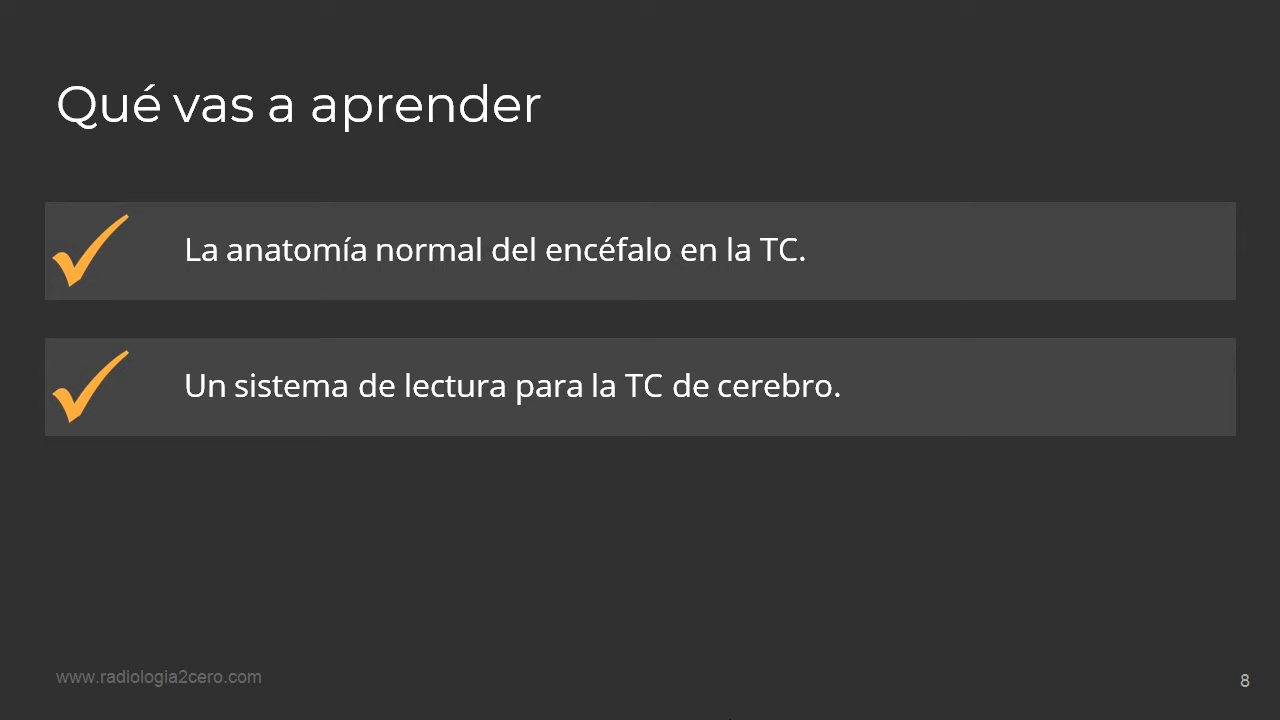 Qué vas a aprender
La anatomía normal del encéfalo en la TC.
Un sistema de lectura para la TC de cerebro.
www.radiologia2cero.com
8